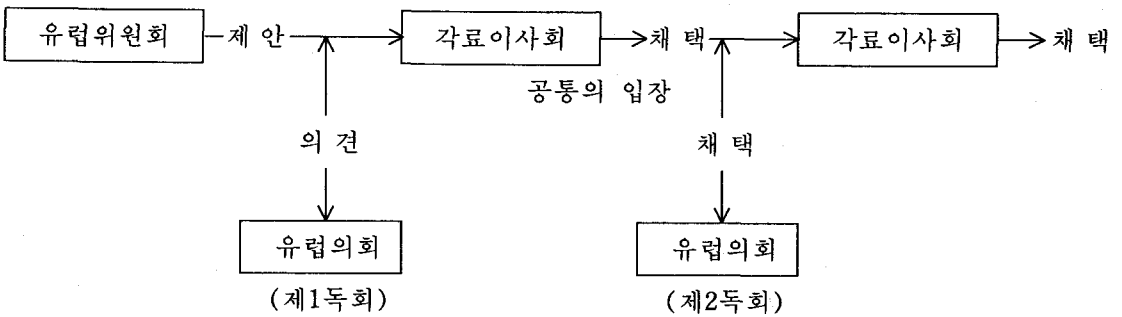 유럽위원회 제 안 각료이사회 채 택 각료이사회 채 택
공통의 입장
의 견 채 택
유럽의회 유럽의회
(제1독회) (제2독회)